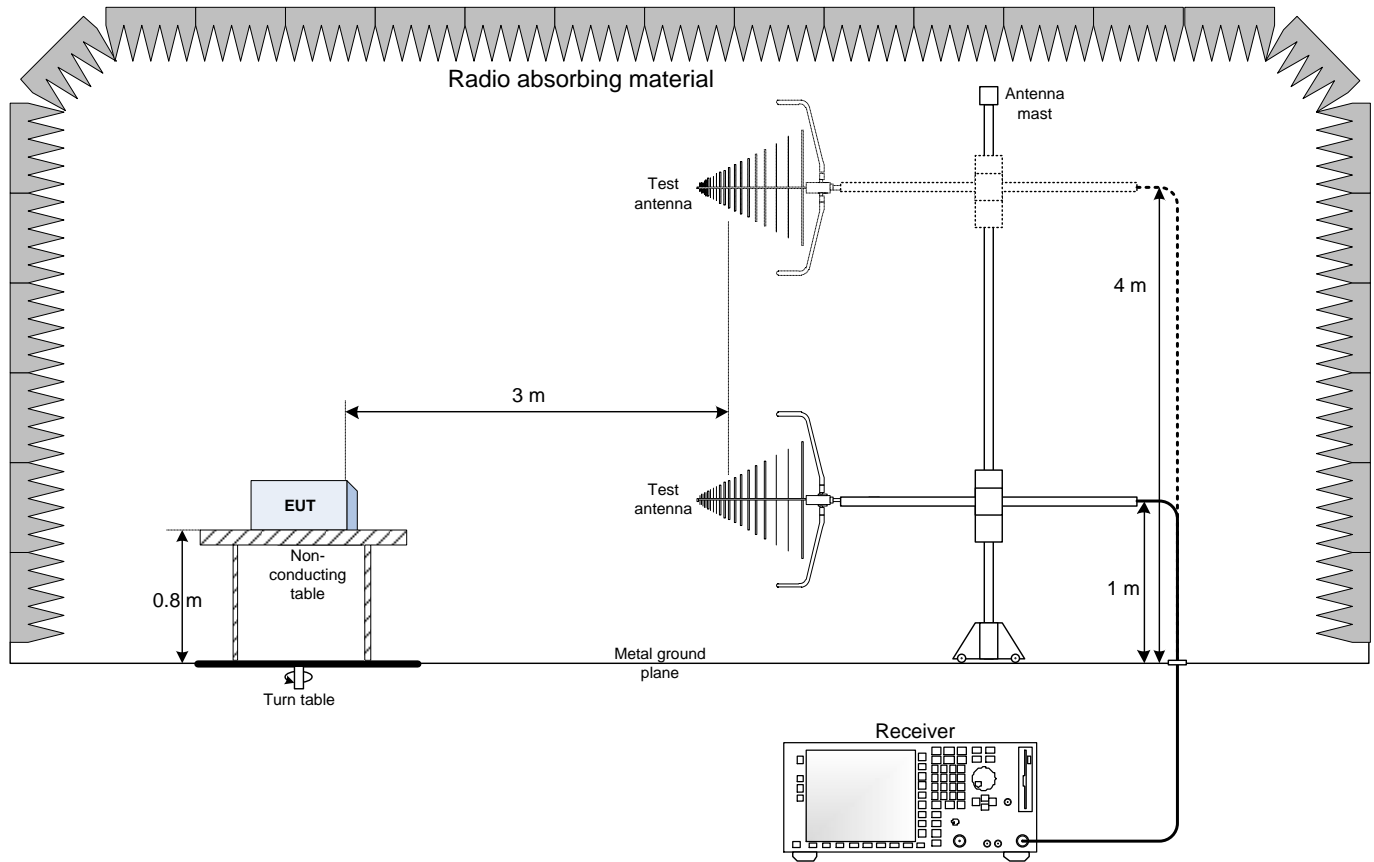 Radio absorbing material
Antenna
mast
Test
antenna
4 m
3 m
Test
antenna
EUT
Non-
conducting
table
0.8 m
1 m
Metal ground
plane
Turn table
Receiver